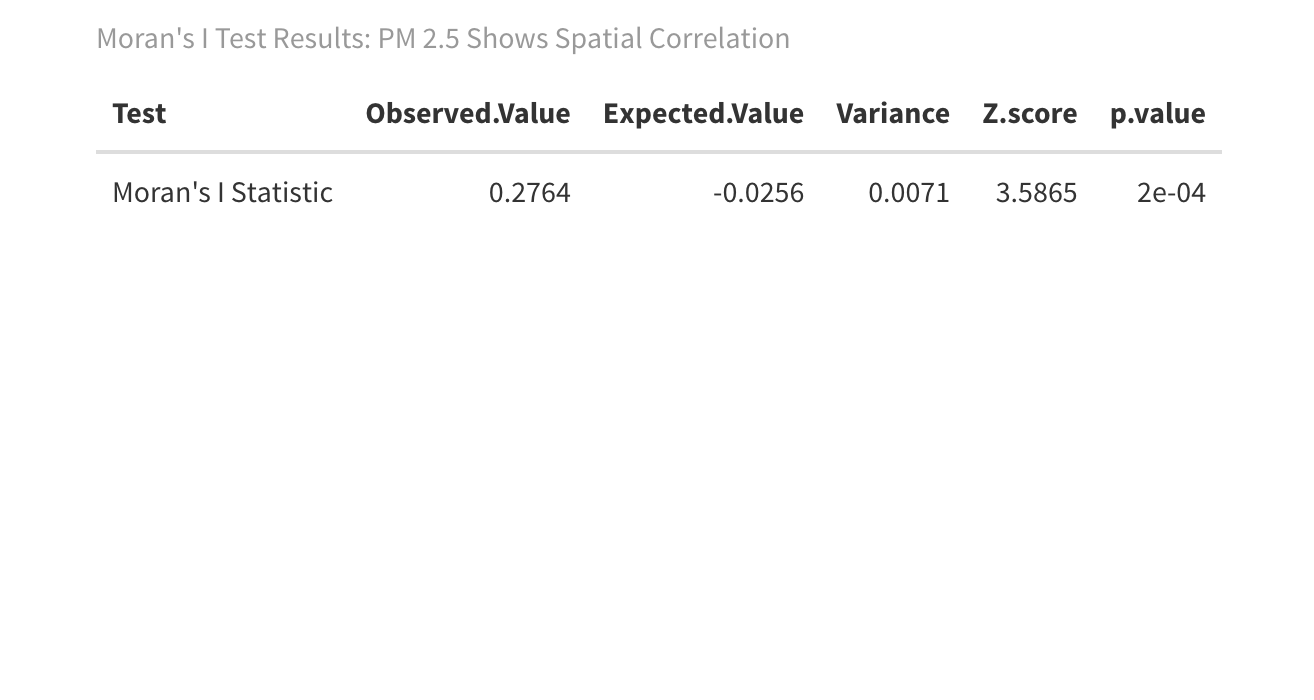 Moran's I Test Results: PM 2.5 Shows Spatial Correlation
Test Observed.Value Expected.Value Variance Z.score p.value
Moran's I Statistic 0.2764 -0.0256 0.0071 3.5865 2e-04